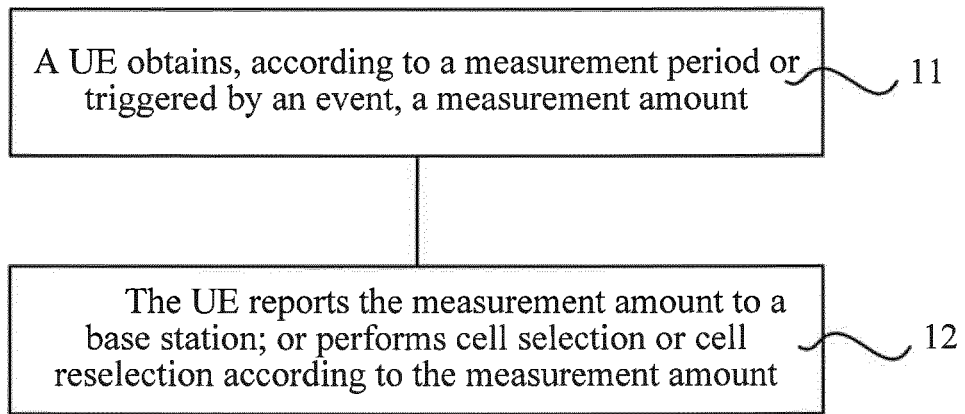 A UE obtains, according to a measurement period or
triggered by an event, a measurement amount
11
The UE reports the measurement amount to a
base station; or performs cell selection or cell
reselection according to the measurement amount
12